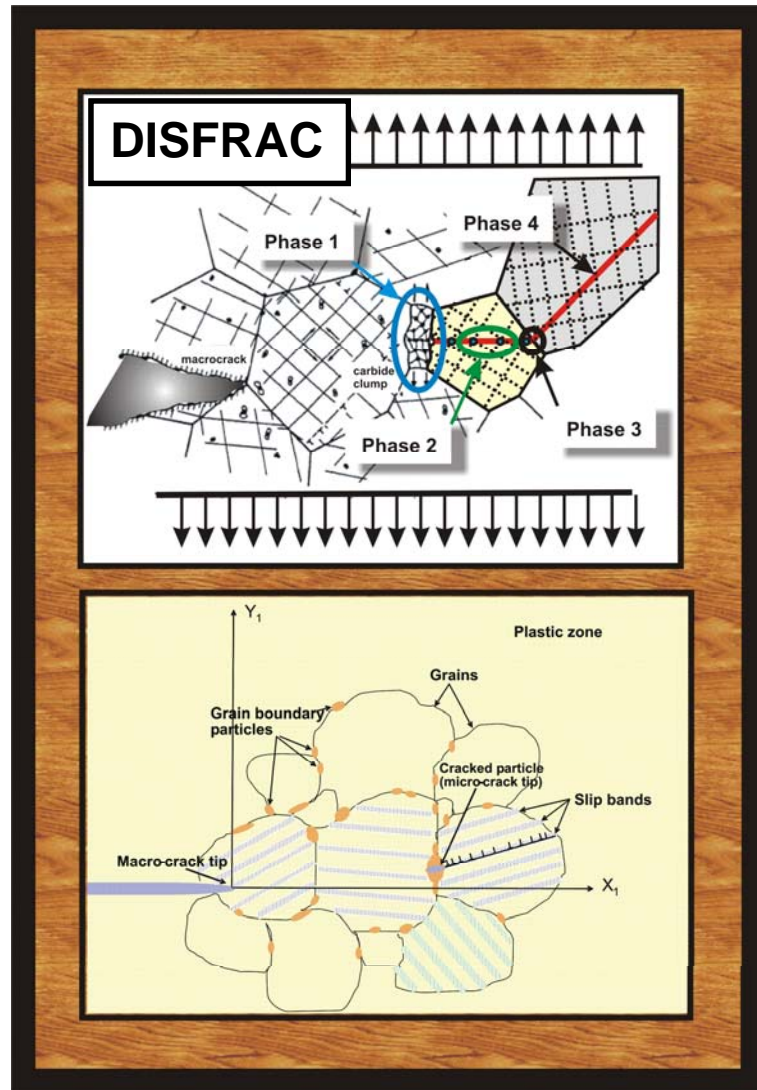 DISFRAC
Phase 1
Phase 4
macrocrack
carbide
clump
Phase 2
Phase 3
Y1
Plastic zone
Grains
Grain boundary
particles
Cracked particle
(micro-crack tip)
Slip bands
Macro-crack tip
X1